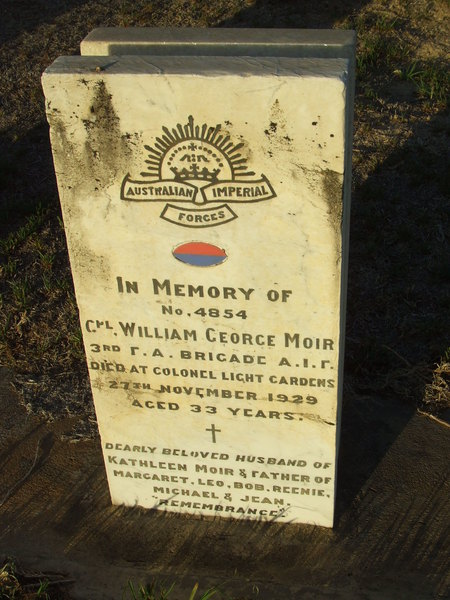 AUSTRALIAN IMPERIAL
FORCES
IN MEMORY OF
NO. 4854
CPL, WILLIAM GEORGE MOIR
3RD F.A. BRIGADE A.I.F.
DIED AT COLONEL LIGHT GARDENS
27TH NOVEMBER 1929
AGED 33 YEARS.
DEARLY BELOVED HUSBAND OF
KATHLEEN MOIR & FATHER OF
MARGARET, LEO, BOB, REENIE,
MICHAEL & JEAN.
REMEMBRANCE